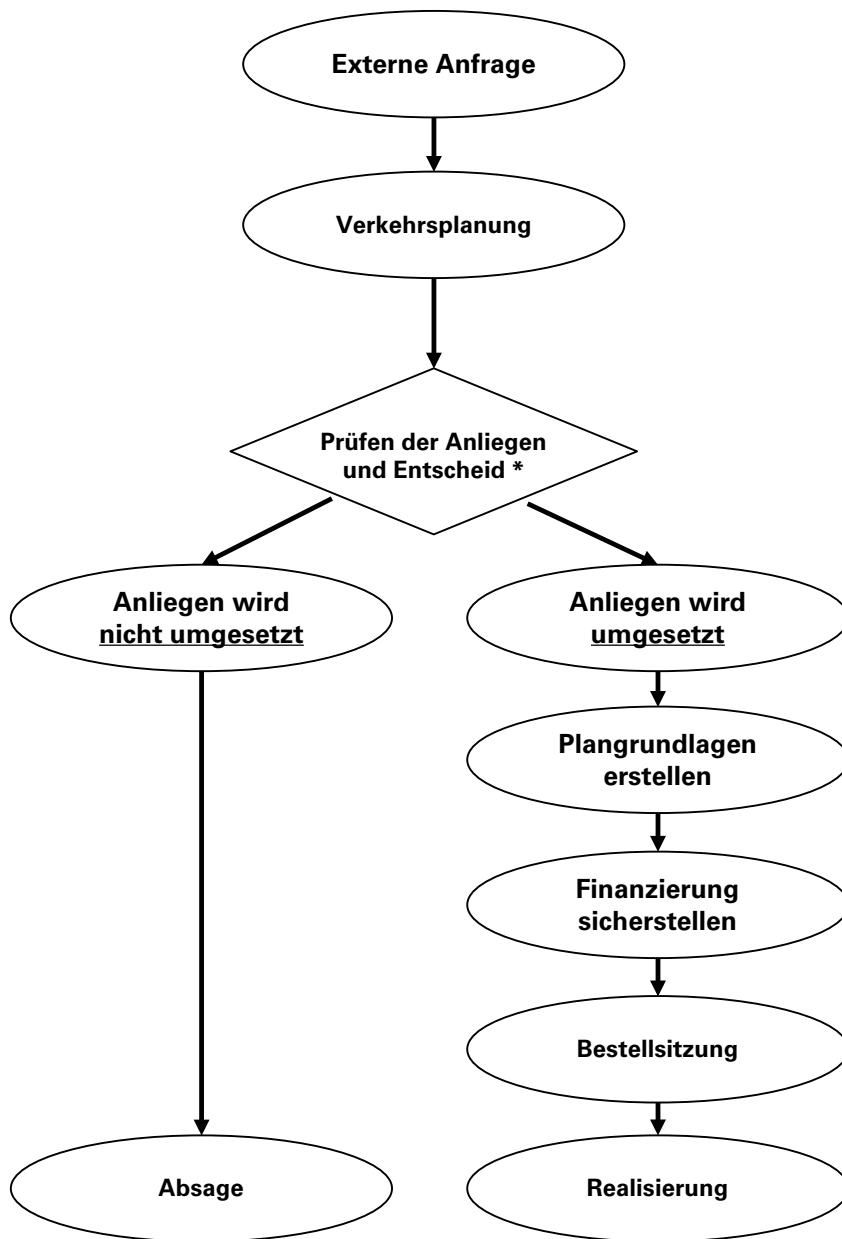 Externe Anfrage
Verkehrsplanung
Prüfen der Anliegen
und Entscheid *
Anliegen wird
nicht umgesetzt
Anliegen wird
umgesetzt
Plangrundlagen
erstellen
Finanzierung
sicherstellen
Bestellsitzung
Absage
Realisierung